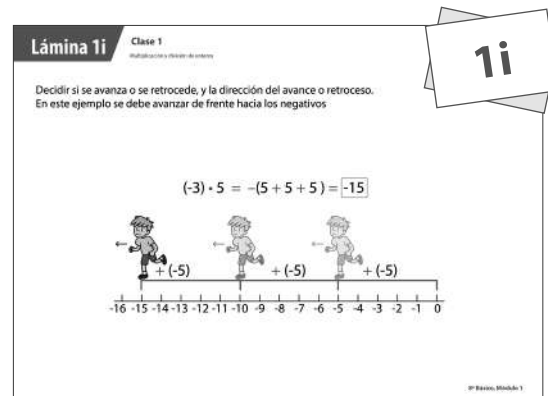 Lámina 1i
Clase 1
Multiplicación y división de enteros
1i
Decidir si se avanza o se retrocede, y la dirección del avance o retroceso.
En este ejemplo se debe avanzar de frente hacia los negativos
(-3) • 5 = –(5 + 5 + 5 ) = -15
← ← ←
+ (-5) + (-5) + (-5)
-16 -15 -14 -13 -12 -11 -10 -9 -8 -7 -6 -5 -4 -3 -2 -1 0
8º Básico, Módulo 1